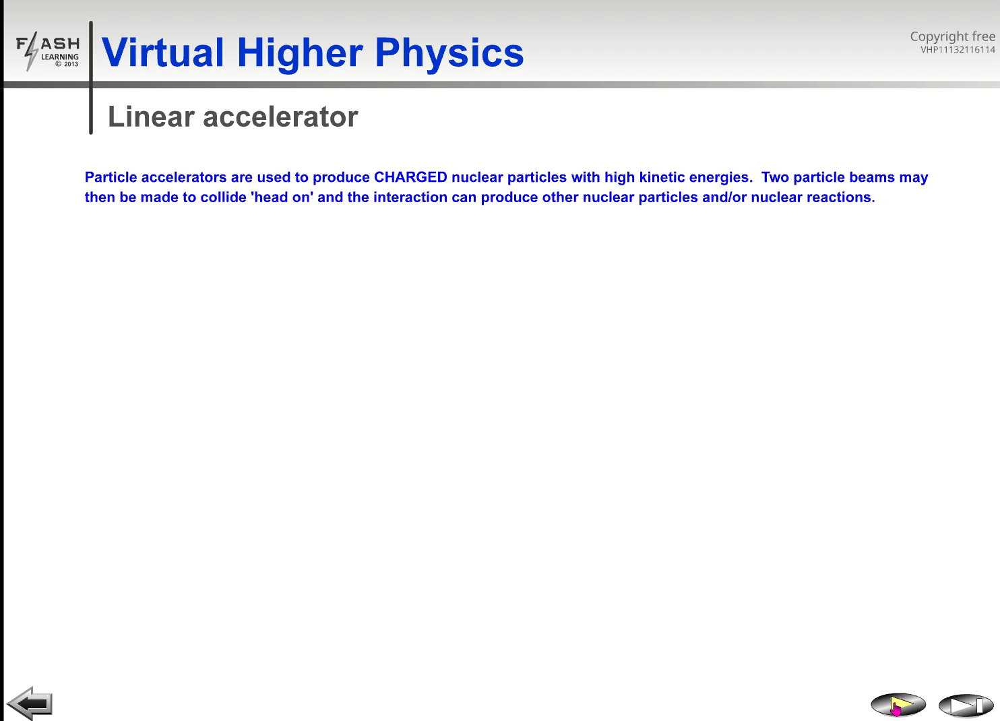 FLASH
LEARNING
© 2013
Virtual Higher Physics
Copyright free
VHP11132116114
Linear accelerator
Particle accelerators are used to produce CHARGED nuclear particles with high kinetic energies.  Two particle beams may
then be made to collide 'head on' and the interaction can produce other nuclear particles and/or nuclear reactions.